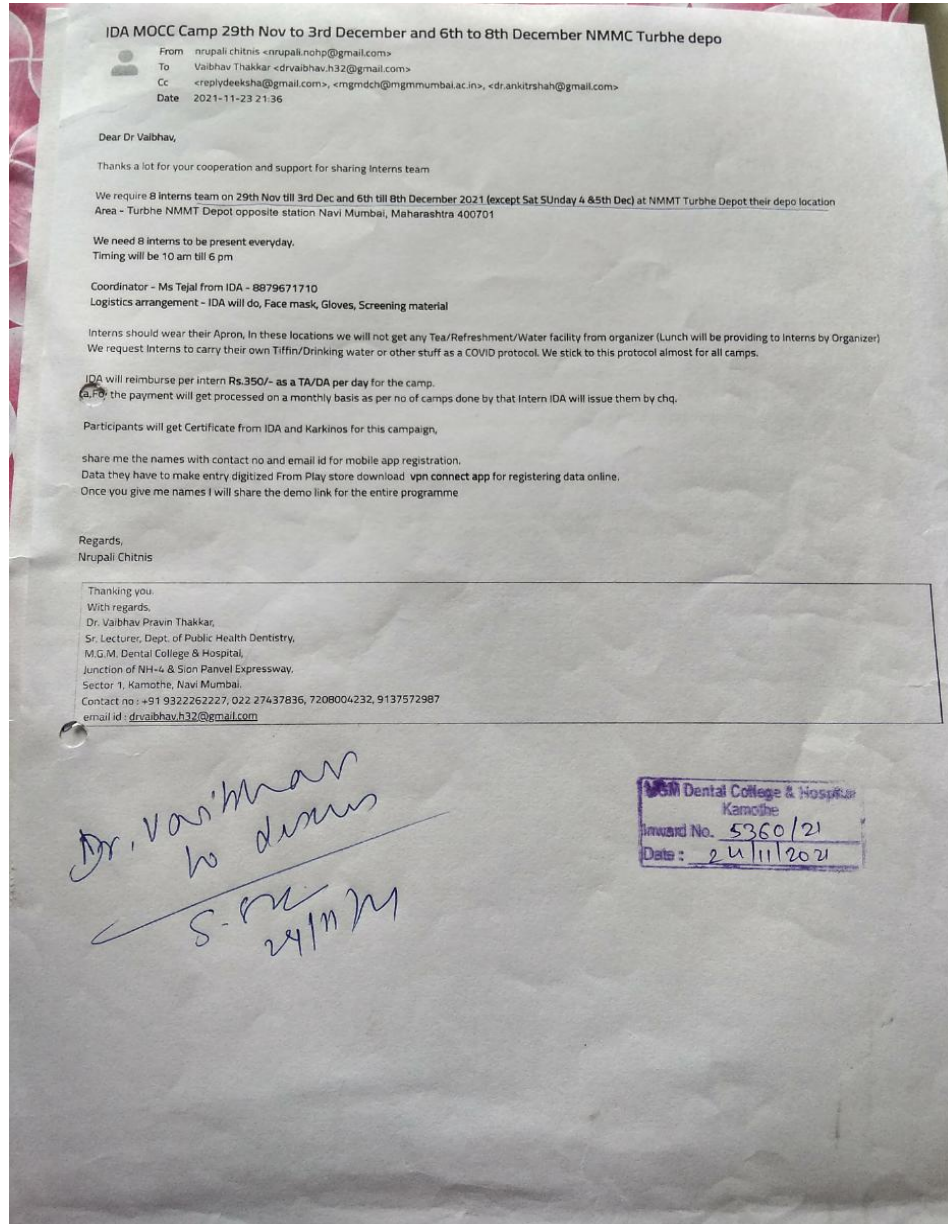 IDA MOCC Camp 29th Nov to 3rd December and 6th to 8th December NMMC Turbhe depo
From nrupali chitnis <nrupali.nohp@gmail.com>
To Vaibhav Thakkar <drvaibhav.h32@gmail.com>
Cc <replydeeksha@gmail.com>, <mgmdch@mgmmumbai.ac.in>, <dr.ankitrshah@gmail.com>
Date 2021-11-23 21:36
Dear Dr Vaibhav,
Thanks a lot for your cooperation and support for sharing Interns team
We require 8 interns team on 29th Nov till 3rd Dec and 6th till 8th December 2021 (except Sat SUnday 4 &5th Dec) at NMMT Turbhe Depot their depo location
Area - Turbhe NMMT Depot opposite station Navi Mumbai, Maharashtra 400701
We need 8 interns to be present everyday.
Timing will be 10 am till 6 pm
Coordinator - Ms Tejal from IDA - 8879671710
Logistics arrangement - IDA will do, Face mask, Gloves, Screening material
Interns should wear their Apron, In these locations we will not get any Tea/Refreshment/Water facility from organizer (Lunch will be providing to Interns by Organizer)
We request Interns to carry their own Tiffin/Drinking water or other stuff as a COVID protocol. We stick to this protocol almost for all camps.
IDA will reimburse per intern Rs.350/- as a TA/DA per day for the camp.
the payment will get processed on a monthly basis as per no of camps done by that Intern IDA will issue them by chq.
Participants will get Certificate from IDA and Karkinos for this campaign,
share me the names with contact no and email id for mobile app registration.
Data they have to make entry digitized From Play store download vpn connect app for registering data online.
Once you give me names I will share the demo link for the entire programme
Regards,
Nrupali Chitnis
Thanking you.
With regards,
Dr. Vaibhav Pravin Thakkar,
Sr. Lecturer, Dept. of Public Health Dentistry,
M.G.M. Dental College & Hospital,
Junction of NH-4 & Sion Panvel Expressway,
Sector 1, Kamothe, Navi Mumbai.
Contact no : +91 9322262227, 022 27437836, 7208004232, 9137572987
email id : drvaibhav.h32@gmail.com
Dr. Vaibhav
to discuss
24/11/21
MGM Dental College & Hospital
Kamothe
Inward No. 5360/21
Date : 24/11/2021